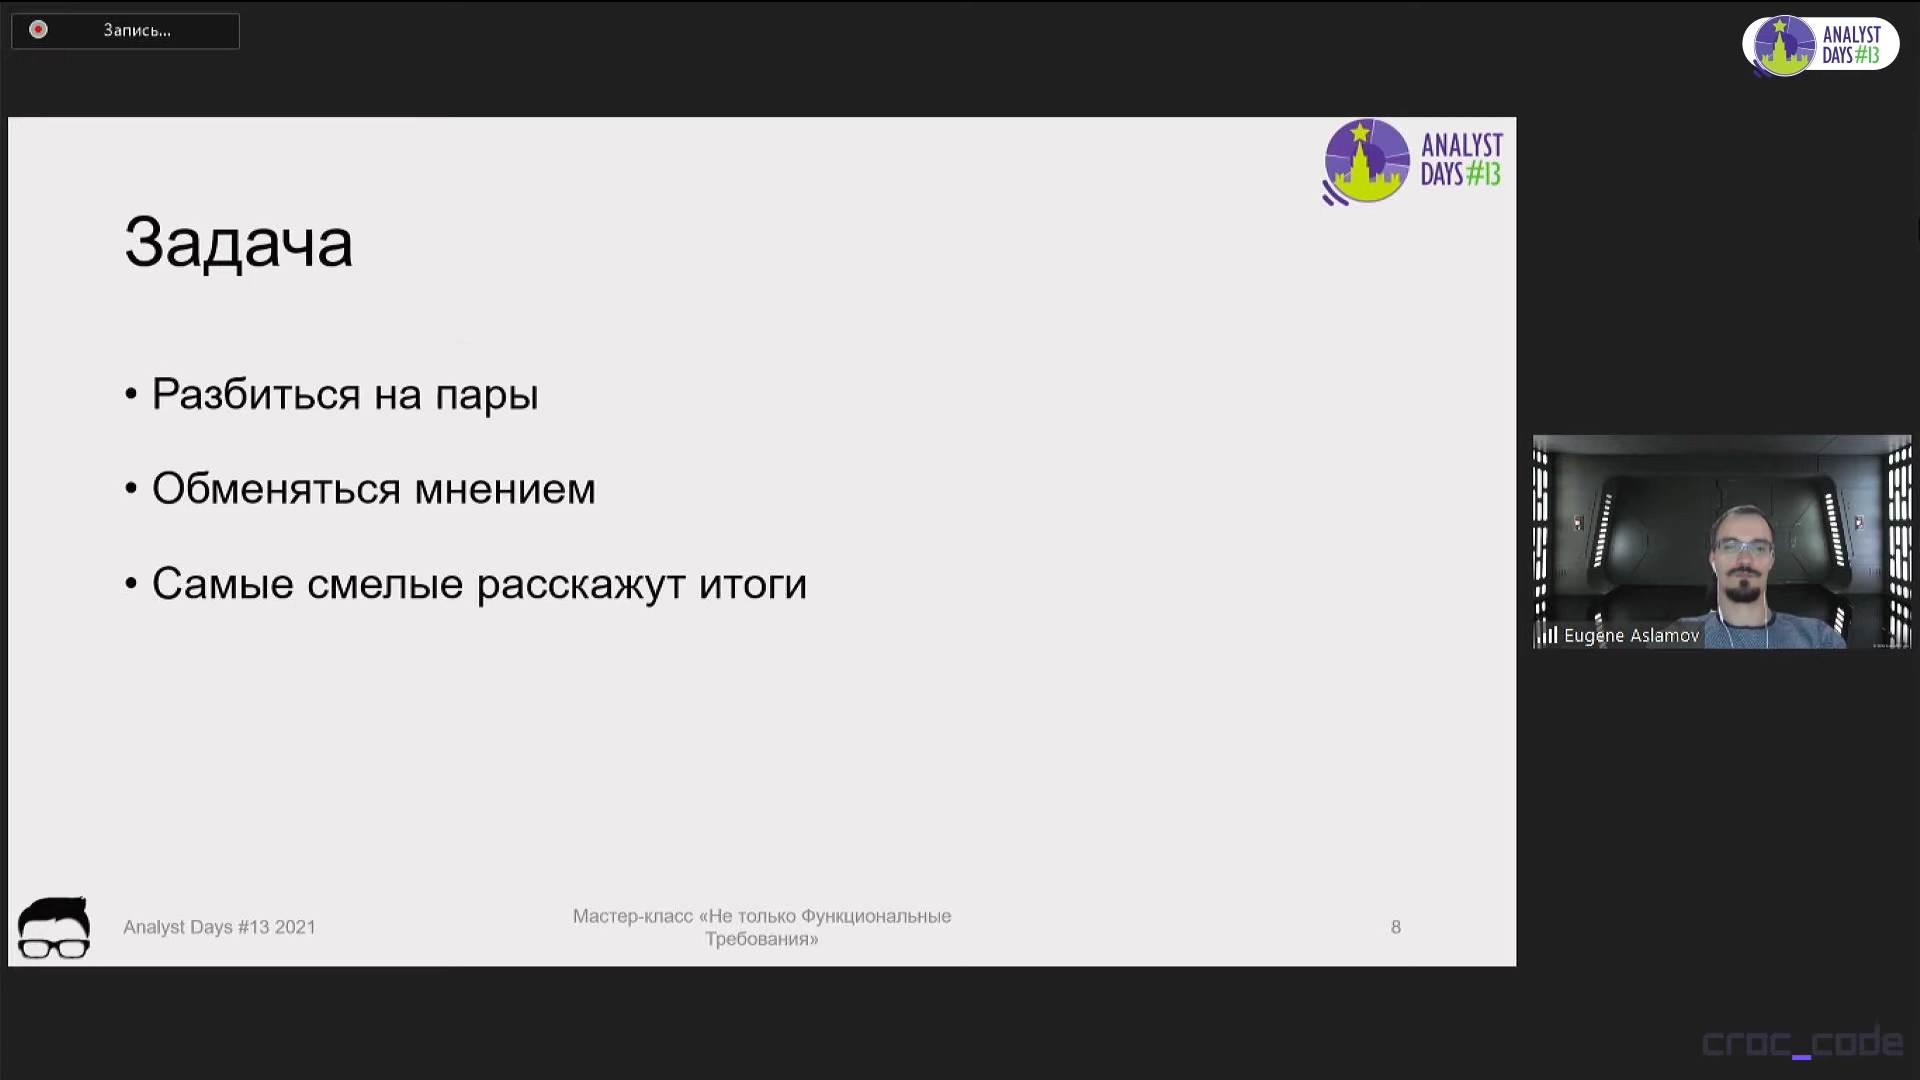 Запись...
ANALYST
DAYS#13
ANALYST
DAYS#13
Задача
• Разбиться на пары
• Обменяться мнением
• Самые смелые расскажут итоги
Eugene Aslamov
Analyst Days #13 2021
Мастер-класс «Не только Функциональные
Требования»
8
croc_code